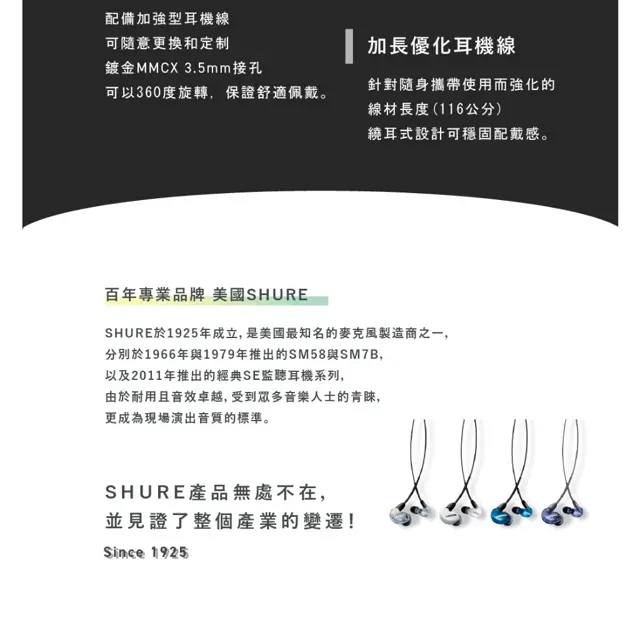 配備加強型耳機線
可隨意更換和定制
鍍金MMCX 3.5mm接孔
可以360度旋轉, 保證舒適佩戴。
加長優化耳機線
針對隨身攜帶使用而強化的
線材長度(116公分)
繞耳式設計可穩固配戴感。
百年專業品牌 美國SHURE
SHURE於1925年成立, 是美國最知名的麥克風製造商之一,
分別於1966年與1979年推出的SM58與SM7B,
以及2011年推出的經典SE監聽耳機系列,
由於耐用且音效卓越, 受到眾多音樂人士的青睞,
更成為現場演出音質的標準。
SHURE產品無處不在,
並見證了整個產業的變遷!
Since 1925